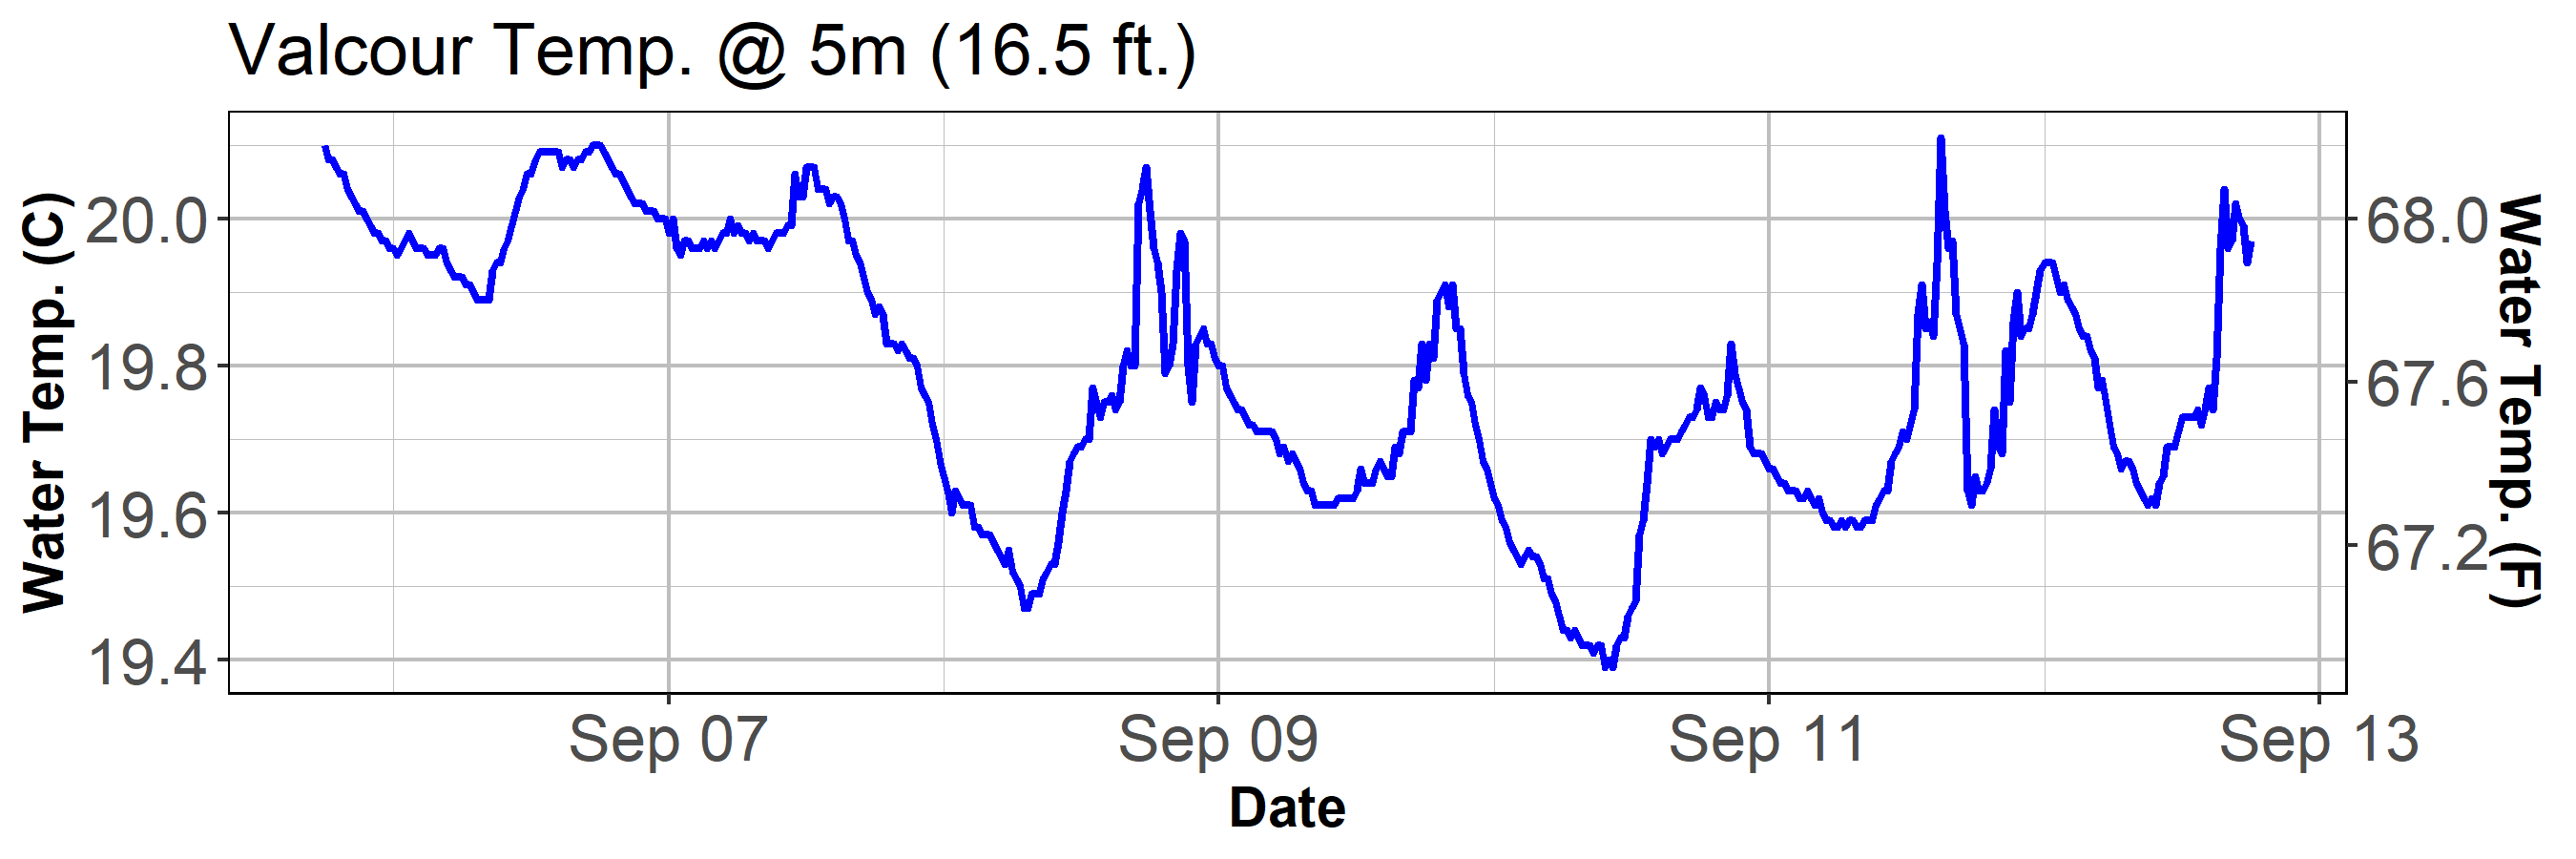 Valcour Temp. @ 5m (16.5 ft.)
Water Temp. (C)
20.0
19.8
19.6
19.4
68.0
67.6
67.2
Water Temp. (F)
Sep 07
Sep 09
Sep 11
Sep 13
Date